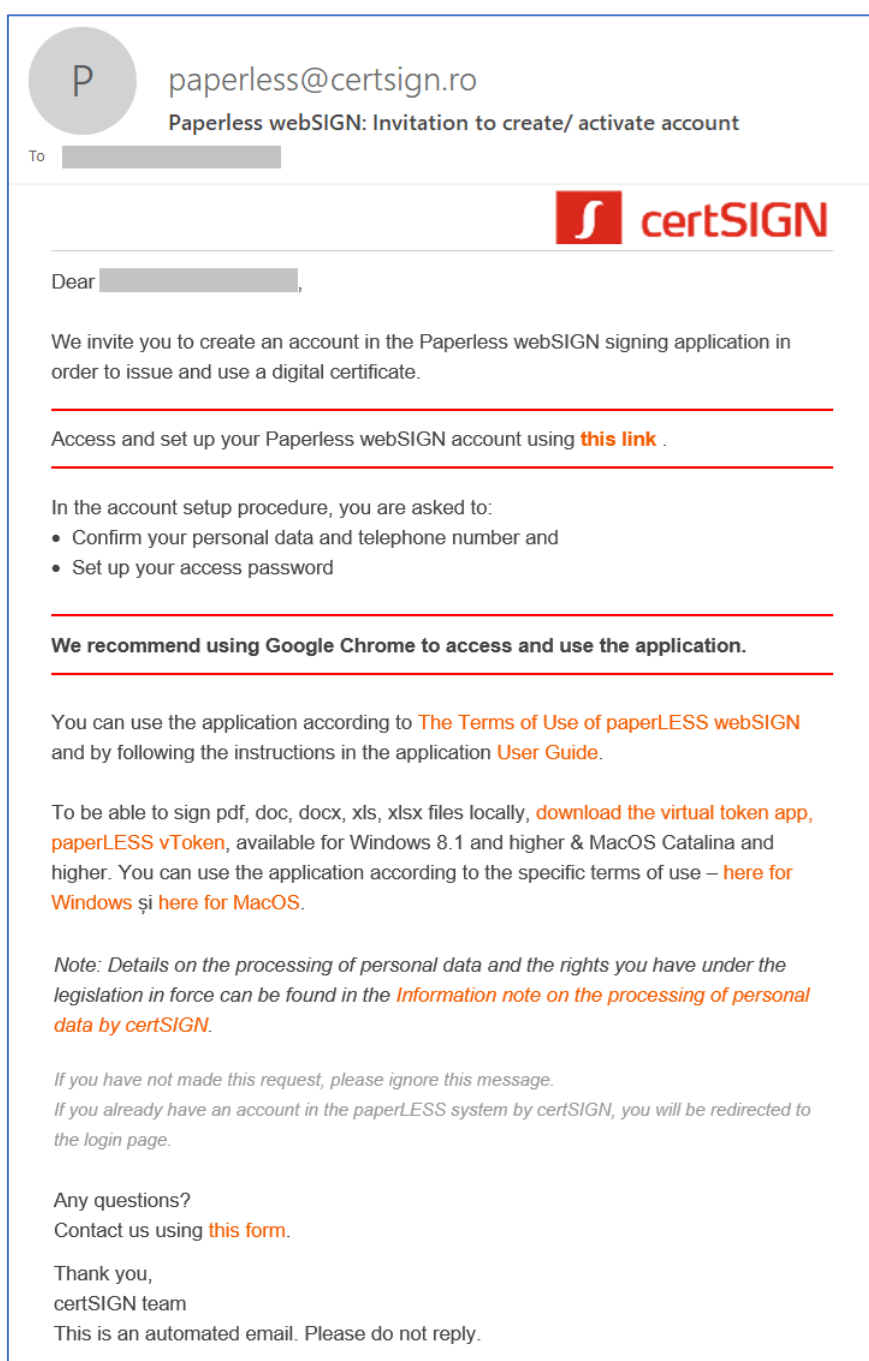 P
paperless@certsign.ro
Paperless webSIGN: Invitation to create/ activate account
To
certSIGN
Dear ,
We invite you to create an account in the Paperless webSIGN signing application in
order to issue and use a digital certificate.
Access and set up your Paperless webSIGN account using this link .
In the account setup procedure, you are asked to:
• Confirm your personal data and telephone number and
• Set up your access password
We recommend using Google Chrome to access and use the application.
You can use the application according to The Terms of Use of paperLESS webSIGN
and by following the instructions in the application User Guide.
To be able to sign pdf, doc, docx, xls, xlsx files locally, download the virtual token app,
paperLESS vToken, available for Windows 8.1 and higher & MacOS Catalina and
higher. You can use the application according to the specific terms of use – here for
Windows și here for MacOS.
Note: Details on the processing of personal data and the rights you have under the
legislation in force can be found in the Information note on the processing of personal
data by certSIGN.
If you have not made this request, please ignore this message.
If you already have an account in the paperLESS system by certSIGN, you will be redirected to
the login page.
Any questions?
Contact us using this form.
Thank you,
certSIGN team
This is an automated email. Please do not reply.